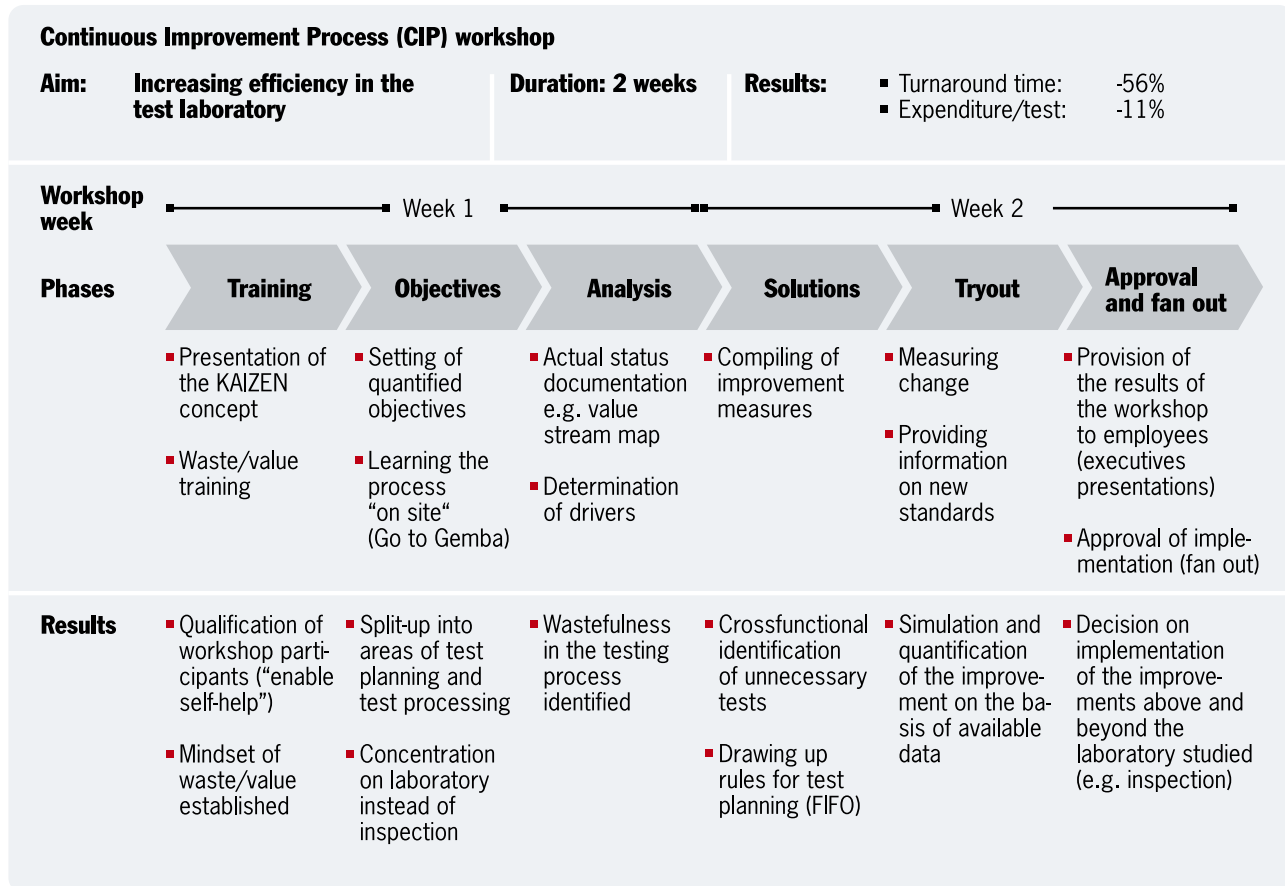 Continuous Improvement Process (CIP) workshop
Aim: Increasing efficiency in the
test laboratory
Duration: 2 weeks
Results:
▪ Turnaround time: -56%
▪ Expenditure/test: -11%
Workshop
week
Week 1
Week 2
Phases
Training
Objectives
Analysis
Solutions
Tryout
Approval
and fan out
▪ Presentation of
the KAIZEN
concept
▪ Waste/value
training
▪ Setting of
quantified
objectives
▪ Learning the
process
“on site“
(Go to Gemba)
▪ Actual status
documentation
e.g. value
stream map
▪ Determination
of drivers
▪ Compiling of
improvement
measures
▪ Measuring
change
▪ Providing
information
on new
standards
▪ Provision of
the results of
the workshop
to employees
(executives
presentations)
▪ Approval of imple-
mentation (fan out)
Results
▪ Qualification of
workshop parti-
cipants (“enable
self-help”)
▪ Mindset of
waste/value
established
▪ Split-up into
areas of test
planning and
test processing
▪ Concentration
on laboratory
instead of
inspection
▪ Wastefulness
in the testing
process
identified
▪ Crossfunctional
identification
of unnecessary
tests
▪ Drawing up
rules for test
planning (FIFO)
▪ Simulation and
quantification
of the improve-
ment on the ba-
sis of available
data
▪ Decision on
implementation
of the improve-
ments above and
beyond the
laboratory studied
(e.g. inspection)